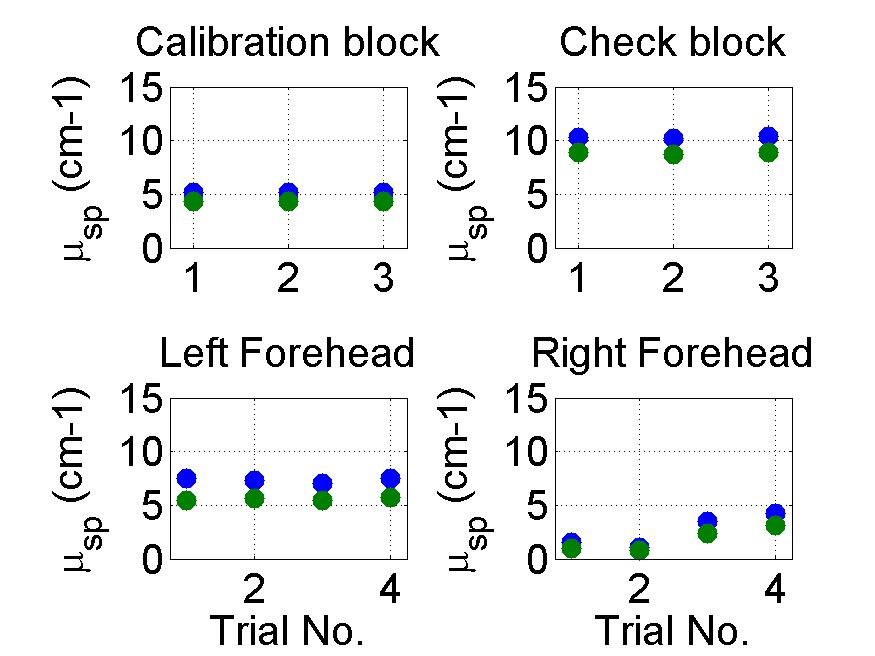 Calibration block
15
10
5
0
μsp (cm-1)
1 2 3
Check block
15
10
5
0
μsp (cm-1)
1 2 3
Left Forehead
15
10
5
0
μsp (cm-1)
2 4
Trial No.
Right Forehead
15
10
5
0
μsp (cm-1)
2 4
Trial No.